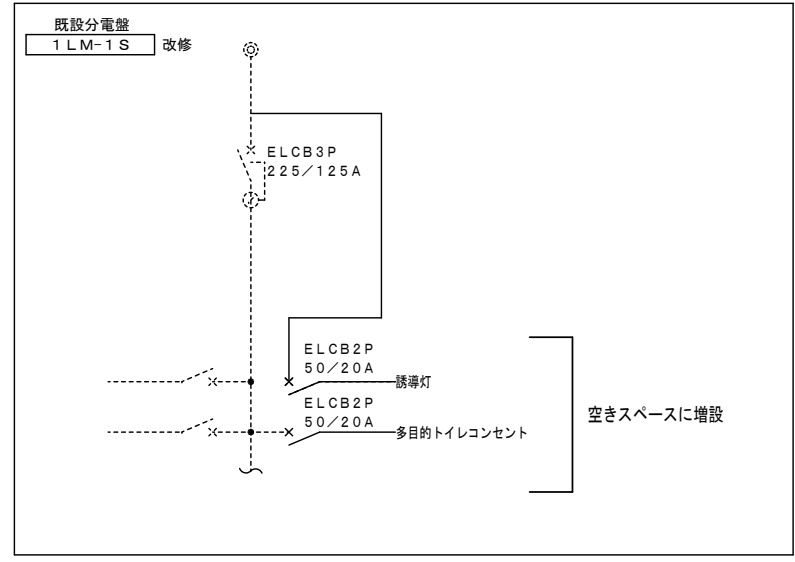 既設分電盤
１ＬＭ−１Ｓ 改修
ＥＬＣＢ３Ｐ
２２５／１２５Ａ
ＥＬＣＢ２Ｐ
５０／２０Ａ
誘導灯
ＥＬＣＢ２Ｐ
５０／２０Ａ
多目的トイレコンセント
空きスペースに増設